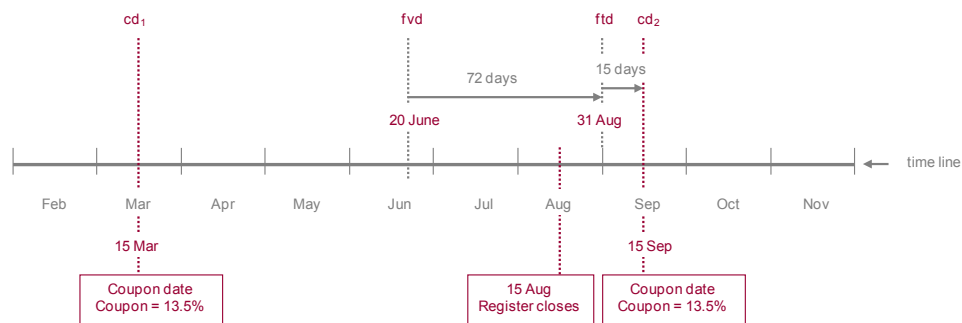 cd1 fvd ftd cd2
72 days 15 days
20 June 31 Aug
time line
Feb Mar Apr May Jun Jul Aug Sep Oct Nov
15 Mar 15 Sep
Coupon date
Coupon = 13.5%
15 Aug
Register closes
Coupon date
Coupon = 13.5%